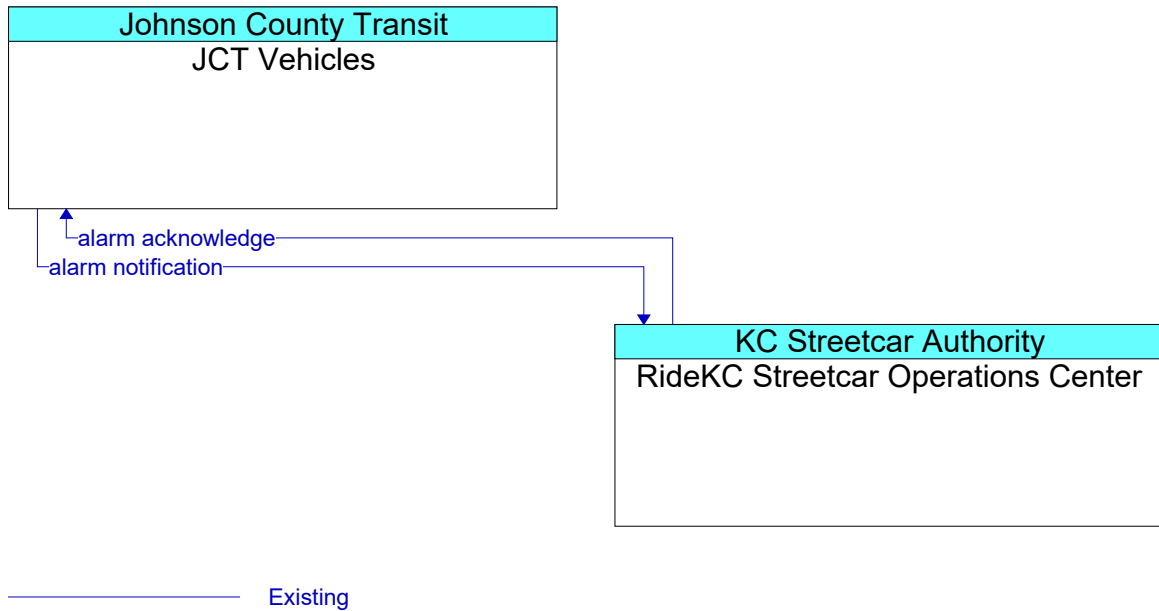 Johnson County Transit
JCT Vehicles
alarm acknowledge
alarm notification
KC Streetcar Authority
RideKC Streetcar Operations Center
Existing